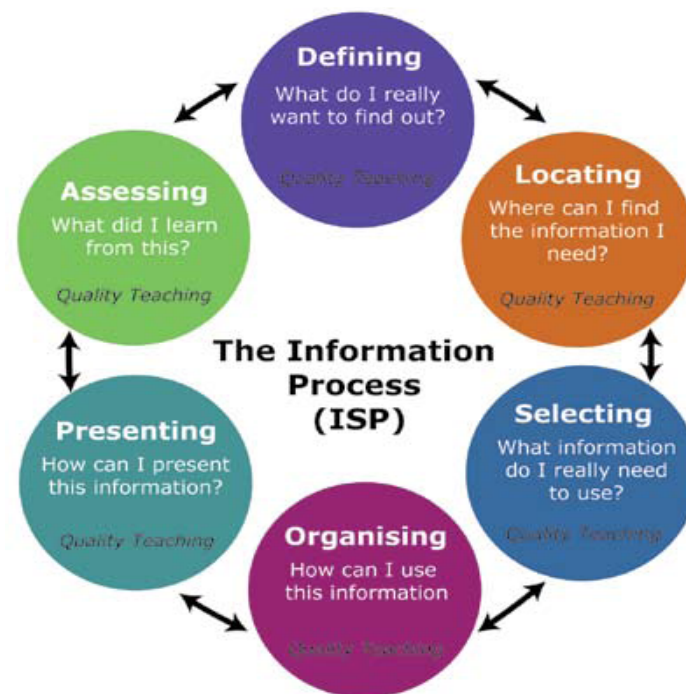 Defining
What do I really
want to find out?
Quality Teaching
Locating
Where can I find
the information I
need?
Quality Teaching
Selecting
What information
do I really need
to use?
Quality Teaching
Organising
How can I use
this information
Quality Teaching
Presenting
How can I present
this information?
Quality Teaching
Assessing
What did I learn
from this?
Quality Teaching
The Information
Process
(ISP)